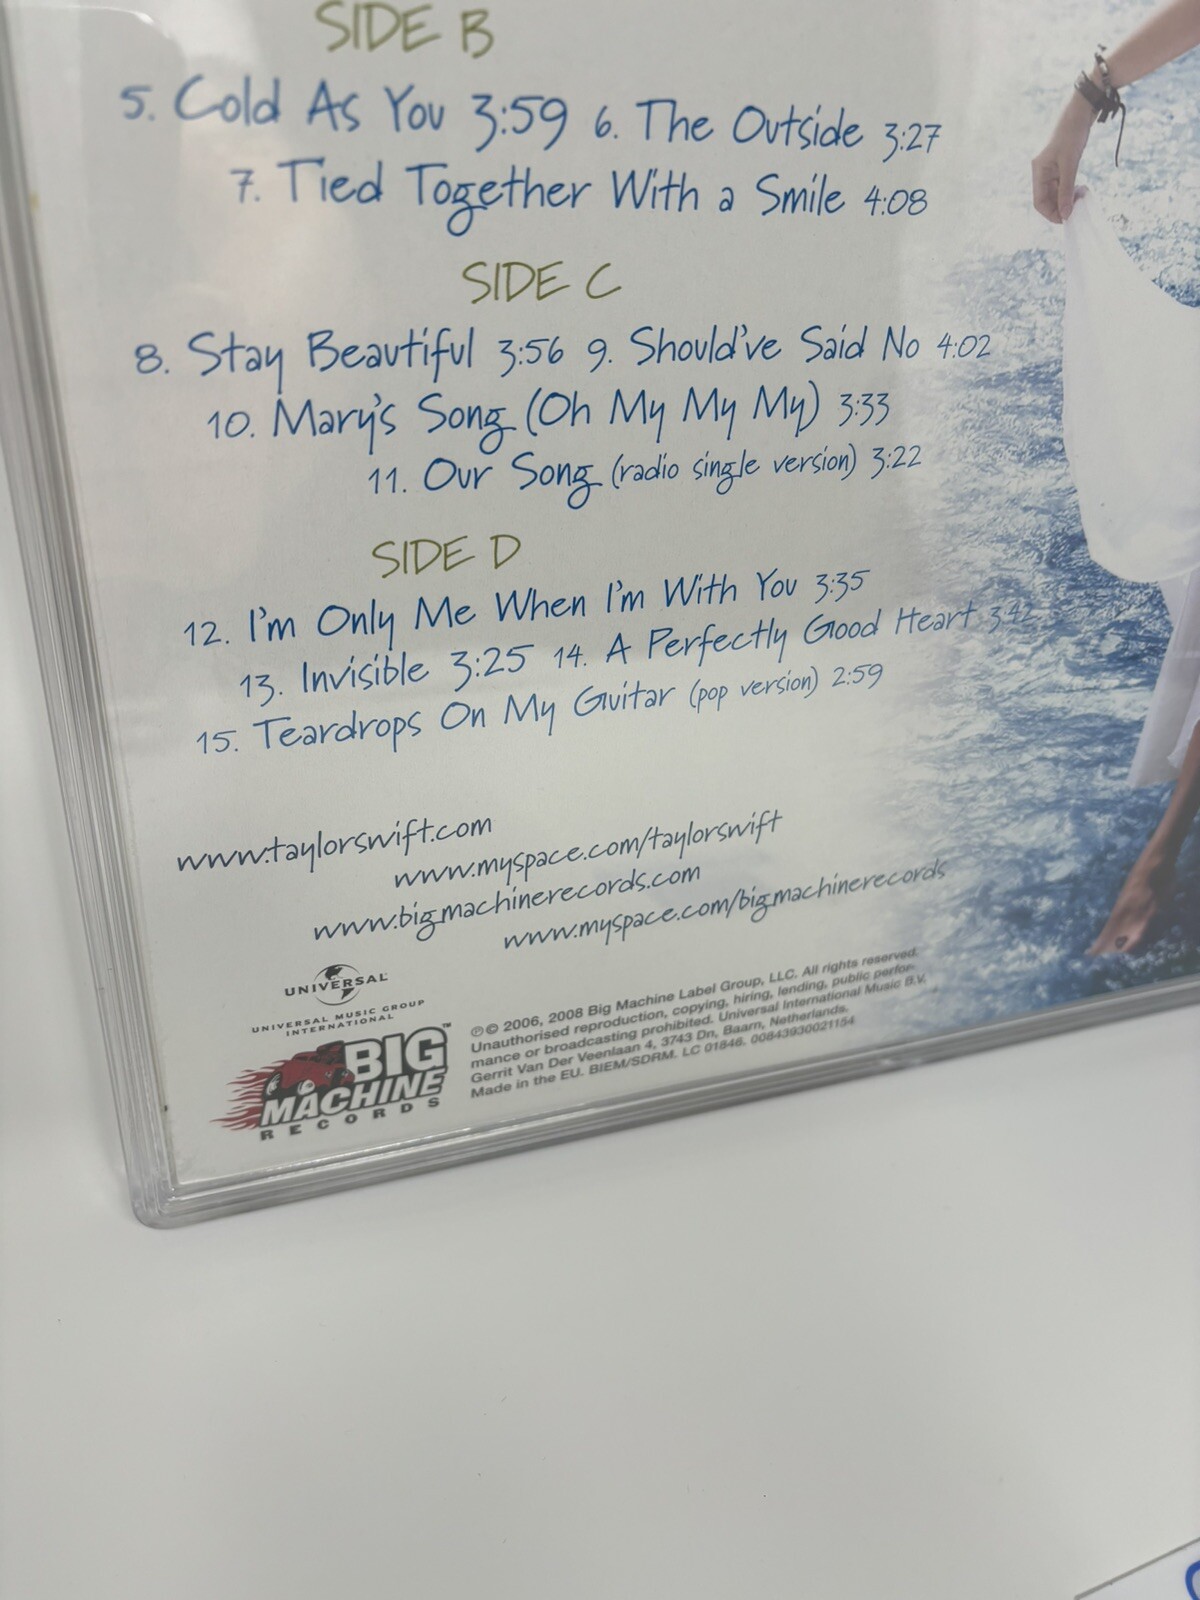 SIDE B
5. Cold As You 3:59 6. The Outside 3:27
7. Tied Together With a Smile 4:08
SIDE C
8. Stay Beautiful 3:56 9. Should've Said No 4:02
10. Mary's Song (Oh My My My) 3:33
11. Our Song (radio single version) 3:22
SIDE D
12. I'm Only Me When I'm With You 3:35
13. Invisible 3:25 14. A Perfectly Good Heart 3:42
15. Teardrops On My Guitar (pop version) 2:59
www.taylorswift.com
www.myspace.com/taylorswift
www.bigmachinerecords.com
www.myspace.com/bigmachinerecords
UNIVERSAL
UNIVERSAL MUSIC GROUP
INTERNATIONAL
BIG™
MACHINE
RECORDS
℗© 2006, 2008 Big Machine Label Group, LLC. All rights reserved.
Unauthorised reproduction, copying, hiring, lending, public perfor-
mance or broadcasting prohibited. Universal International Music B.V.
Gerrit Van Der Veenlaan 4, 3743 Dn, Baarn, Netherlands.
Made in the EU. BIEM/SDRM. LC 01846. 00843930021154